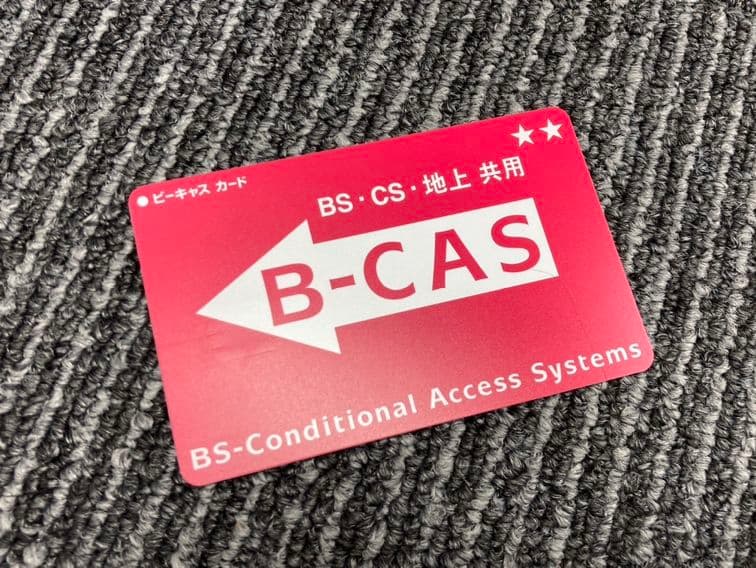 ★★
●ビーキャス カード
BS・CS・地上 共用
B-CAS
BS-Conditional Access Systems